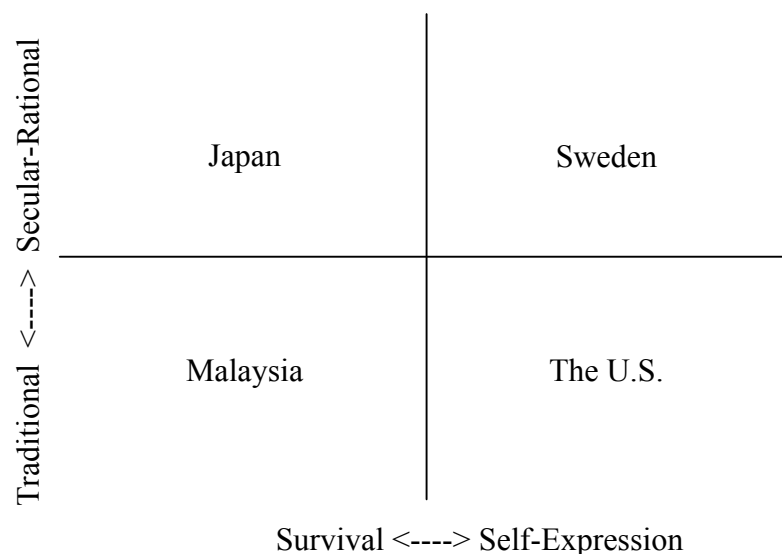 Traditional <----> Secular-Rational
Japan
Sweden
Malaysia
The U.S.
Survival <----> Self-Expression